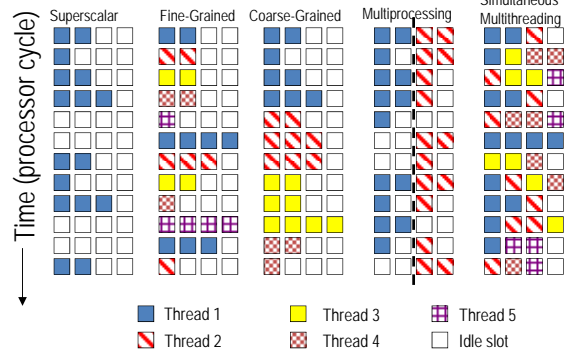 Simultaneous
Superscalar Fine-Grained Coarse-Grained Multiprocessing Multithreading
Time (processor cycle)
Thread 1 Thread 3 Thread 5
Thread 2 Thread 4 Idle slot